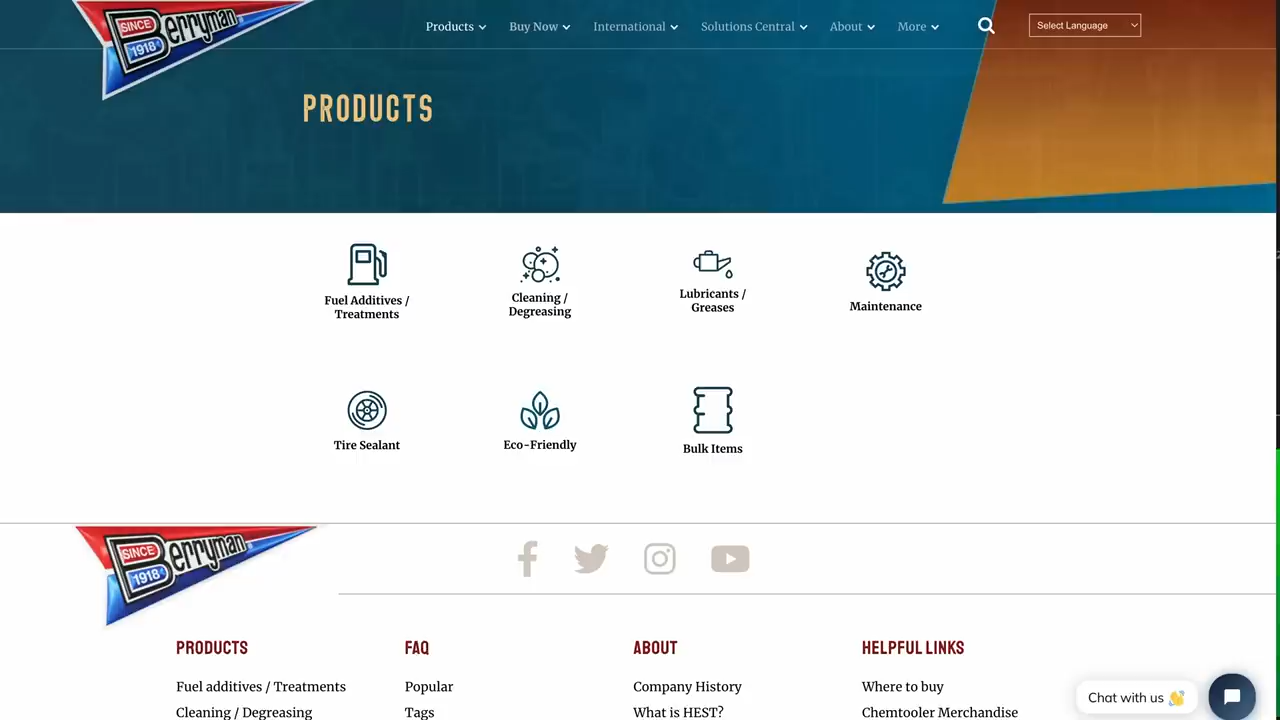 SINCE
1918
Berryman
Products
Buy Now
International
Solutions Central
About
More
Select Language
PRODUCTS
Fuel Additives /
Treatments
Cleaning /
Degreasing
Lubricants /
Greases
Maintenance
Tire Sealant
Eco-Friendly
Bulk Items
SINCE
1918
Berryman
PRODUCTS
FAQ
ABOUT
HELPFUL LINKS
Fuel additives / Treatments
Popular
Company History
Where to buy
Chat with us 👋
Cleaning / Degreasing
Tags
What is HEST?
Chemtooler Merchandise